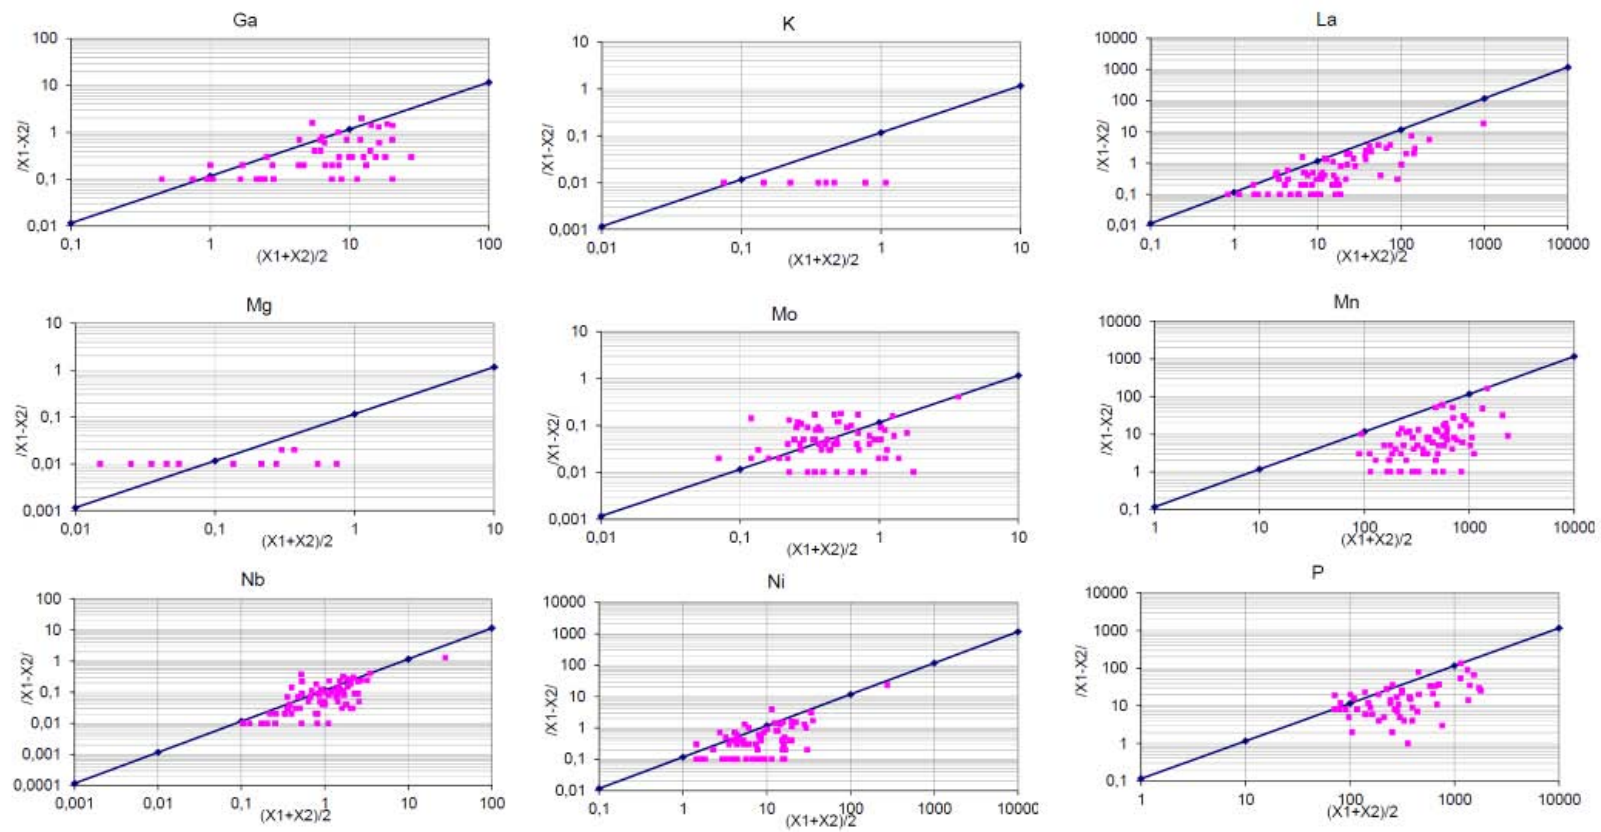 Ga
100
10
1
0,1
0,01
/X1-X2/
0,1 1 10 100
(X1+X2)/2
K
10
1
0,1
0,01
0,001
/X1-X2/
0,01 0,1 1 10
(X1+X2)/2
La
10000
1000
100
10
1
0,1
0,01
/X1-X2/
0,1 1 10 100 1000 10000
(X1+X2)/2
Mg
10
1
0,1
0,01
0,001
/X1-X2/
0,01 0,1 1 10
(X1+X2)/2
Mo
10
1
0,1
0,01
0,001
/X1-X2/
0,01 0,1 1 10
(X1+X2)/2
Mn
10000
1000
100
10
1
0,1
/X1-X2/
1 10 100 1000 10000
(X1+X2)/2
Nb
100
10
1
0,1
0,01
0,001
0,0001
/X1-X2/
0,001 0,01 0,1 1 10 100
(X1+X2)/2
Ni
10000
1000
100
10
1
0,1
0,01
/X1-X2/
0,1 1 10 100 1000 10000
(X1+X2)/2
P
10000
1000
100
10
1
0,1
/X1-X2/
1 10 100 1000 10000
(X1+X2)/2